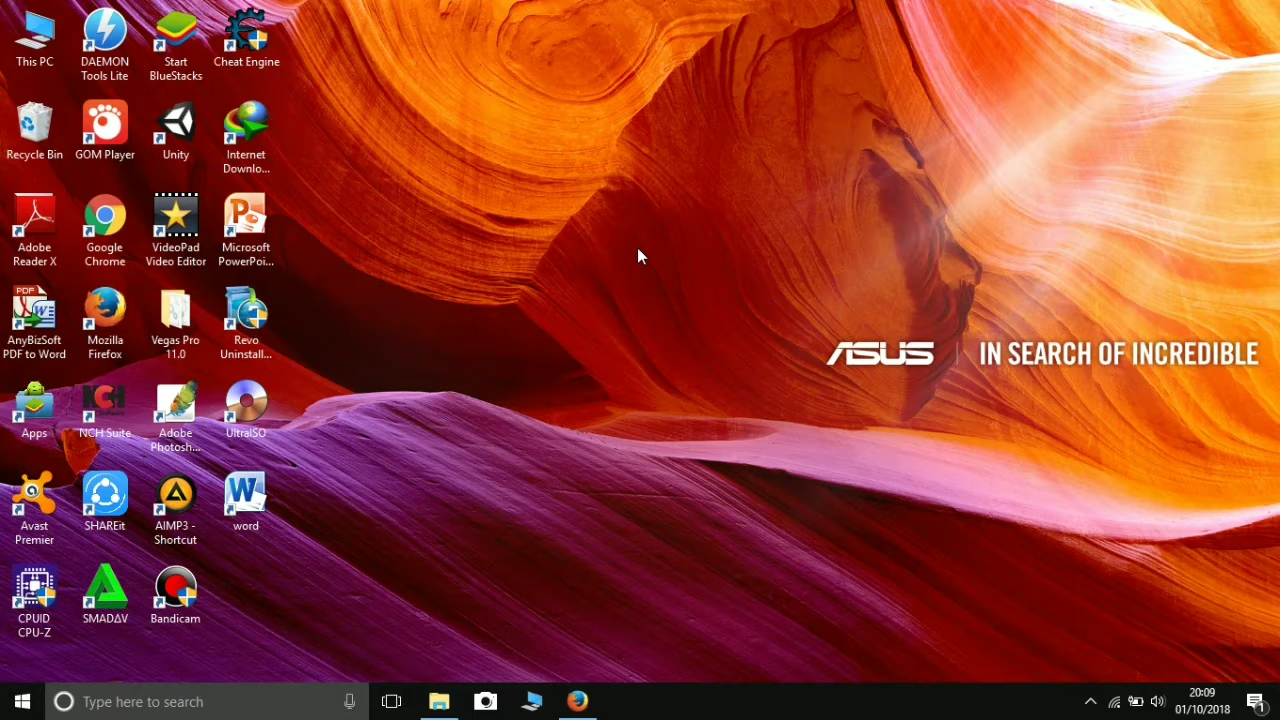 This PC
DAEMON
Tools Lite
Start
BlueStacks
Cheat Engine
Recycle Bin
GOM Player
Unity
Internet
Downlo...
Adobe
Reader X
Google
Chrome
VideoPad
Video Editor
Microsoft
PowerPoi...
PDF
AnyBizSoft
PDF to Word
Mozilla
Firefox
Vegas Pro
11.0
Revo
Uninstall...
Apps
NCH Suite
Adobe
Photosh...
UltraISO
Avast
Premier
SHAREit
AIMP3 -
Shortcut
word
CPUID
CPU-Z
SMADΔV
Bandicam
ASUS | IN SEARCH OF INCREDIBLE
Type here to search
20:09
01/10/2018
1